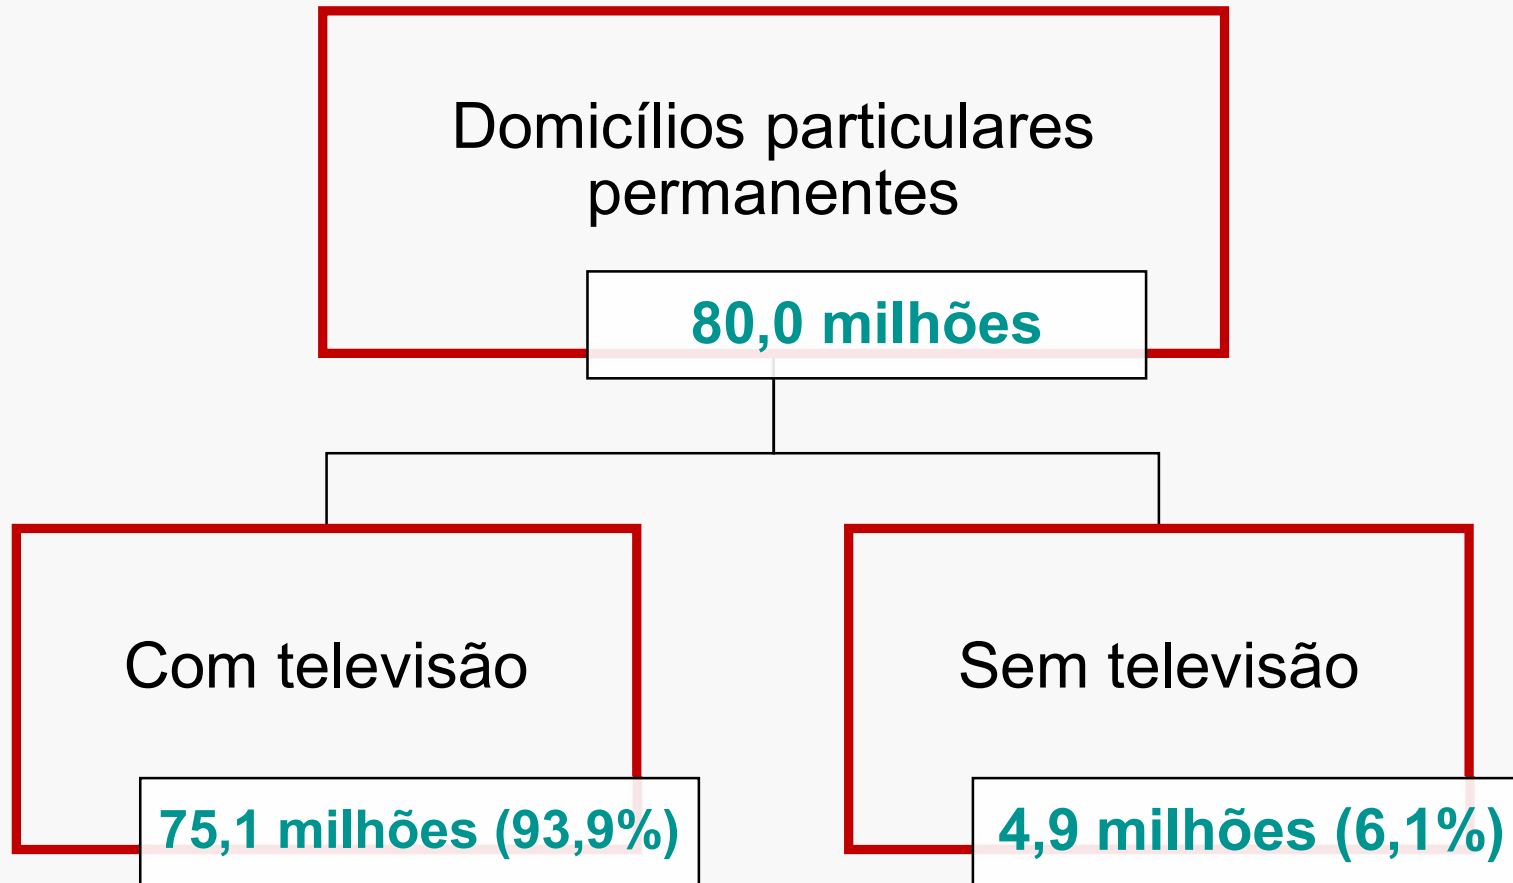 Domicílios particulares
permanentes
80,0 milhões
Com televisão
75,1 milhões (93,9%)
Sem televisão
4,9 milhões (6,1%)